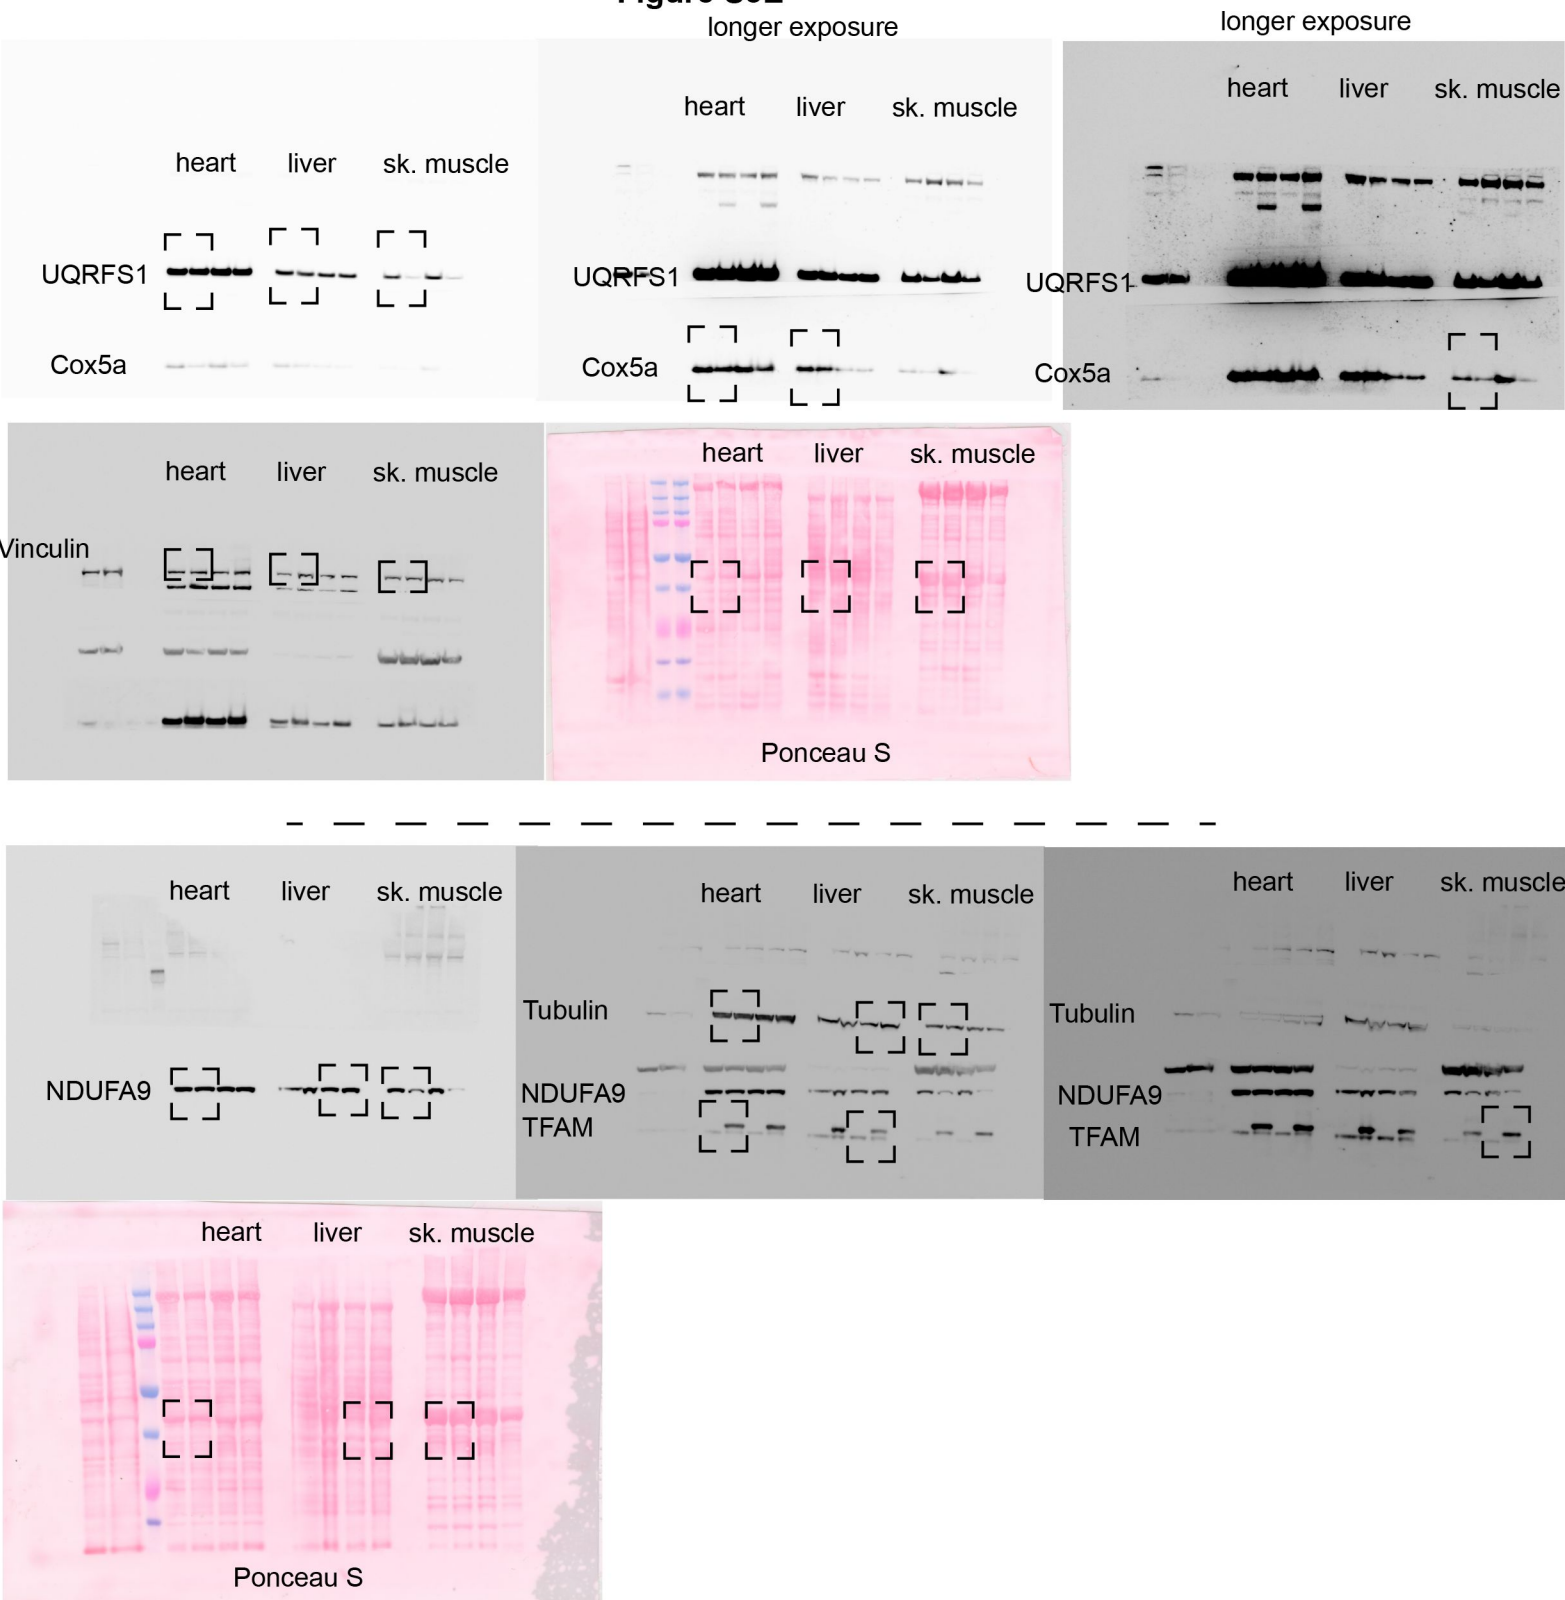 longer exposure
longer exposure
heart liver sk. muscle
UQRFS1
Cox5a
heart liver sk. muscle
UQRFS1
Cox5a
heart liver sk. muscle
UQRFS1
Cox5a
heart liver sk. muscle
Vinculin
heart liver sk. muscle
Ponceau S
heart liver sk. muscle
NDUFA9
heart liver sk. muscle
Tubulin
NDUFA9
TFAM
heart liver sk. muscle
Tubulin
NDUFA9
TFAM
heart liver sk. muscle
Ponceau S